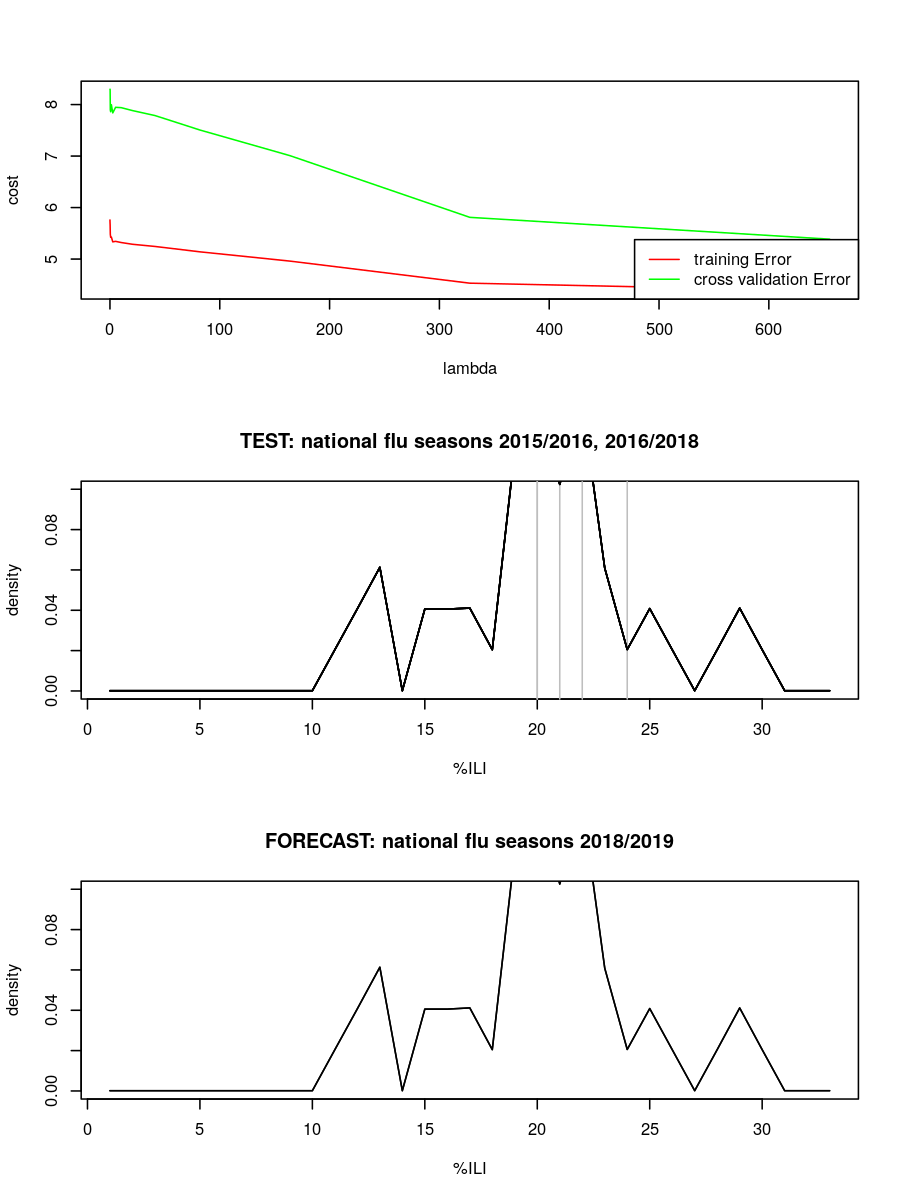 cost
8
7
6
5
training Error
cross validation Error
0 100 200 300 400 500 600
lambda
TEST: national flu seasons 2015/2016, 2016/2018
density
0.08
0.04
0.00
0 5 10 15 20 25 30
%ILI
FORECAST: national flu seasons 2018/2019
density
0.08
0.04
0.00
0 5 10 15 20 25 30
%ILI